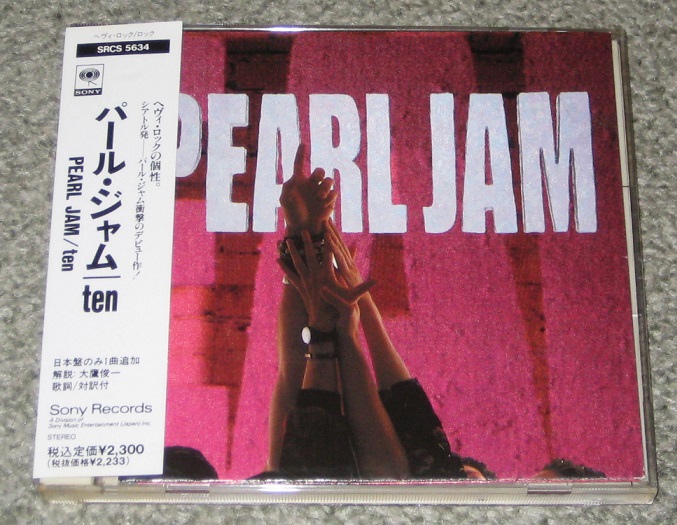 ヘヴィ・ロック/ロック
SRCS 5634
SONY
パール・ジャム/ten
PEARL JAM/ten
ヘヴィ・ロックの個性。
シアトル発――パール・ジャム衝撃のデビュー作!
日本盤のみ1曲追加
解説: 大鷹俊一
歌詞/対訳付
Sony Records
A Division of
Sony Music Entertainment (Japan) Inc.
STEREO
税込定価¥2,300
(税抜価格¥2,233)
PEARL JAM